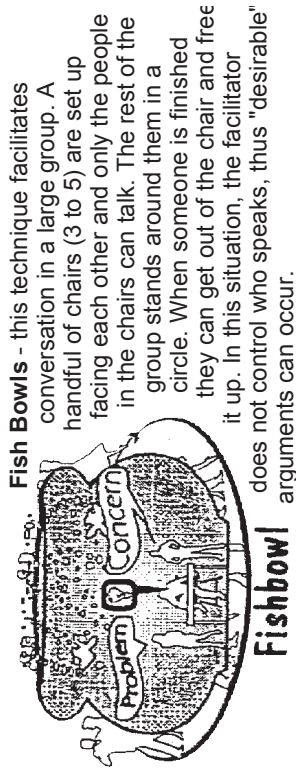 Fish Bowls - this technique facilitates
conversation in a large group. A
handful of chairs (3 to 5) are set up
facing each other and only the people
in the chairs can talk. The rest of the
group stands around them in a
circle. When someone is finished
they can get out of the chair and free
it up. In this situation, the facilitator
does not control who speaks, thus "desirable"
arguments can occur.
Problem
Concern
Fishbowl